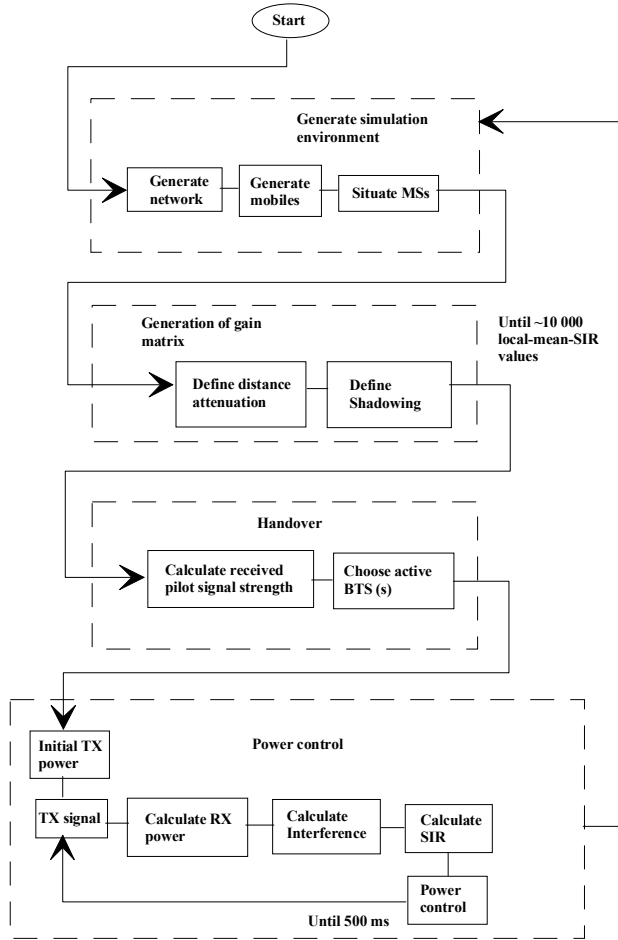 Start
Generate simulation
environment
Generate
network
Generate
mobiles
Situate MSs
Generation of gain
matrix
Until ~10 000
local-mean-SIR
values
Define distance
attenuation
Define
Shadowing
Handover
Calculate received
pilot signal strength
Choose active
BTS (s)
Power control
Initial TX
power
TX signal
Calculate RX
power
Calculate
Interference
Calculate
SIR
Power
control
Until 500 ms